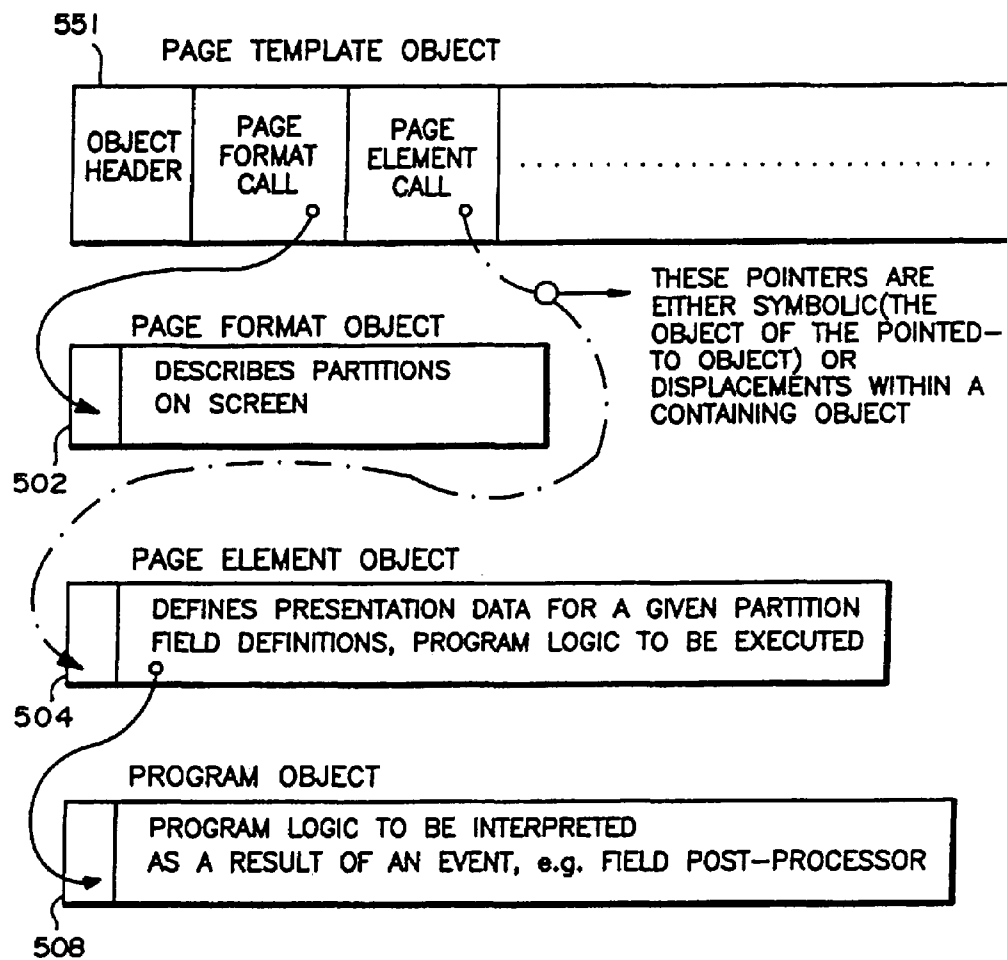 551
PAGE TEMPLATE OBJECT
OBJECT
HEADER
PAGE
FORMAT
CALL
PAGE
ELEMENT
CALL
THESE POINTERS ARE
EITHER SYMBOLIC(THE
OBJECT OF THE POINTED-
TO OBJECT) OR
DISPLACEMENTS WITHIN A
CONTAINING OBJECT
PAGE FORMAT OBJECT
DESCRIBES PARTITIONS
ON SCREEN
502
PAGE ELEMENT OBJECT
DEFINES PRESENTATION DATA FOR A GIVEN PARTITION
FIELD DEFINITIONS, PROGRAM LOGIC TO BE EXECUTED
504
PROGRAM OBJECT
PROGRAM LOGIC TO BE INTERPRETED
AS A RESULT OF AN EVENT, e.g. FIELD POST-PROCESSOR
508